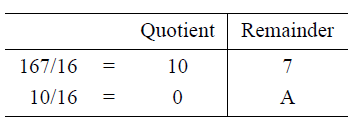 Quotient Remainder
167/16 = 10 7
10/16 = 0 A